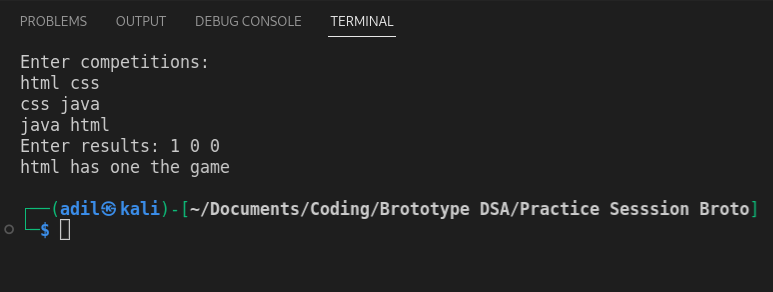 PROBLEMS OUTPUT DEBUG CONSOLE TERMINAL
Enter competitions:
html css
css java
java html
Enter results: 1 0 0
html has one the game
┌──(adil㉿kali)-[~/Documents/Coding/Brototype DSA/Practice Sesssion Broto]
└─$